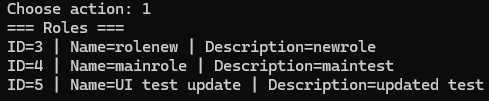 Choose action: 1
=== Roles ===
ID=3 | Name=rolenew | Description=newrole
ID=4 | Name=mainrole | Description=maintest
ID=5 | Name=UI test update | Description=updated test